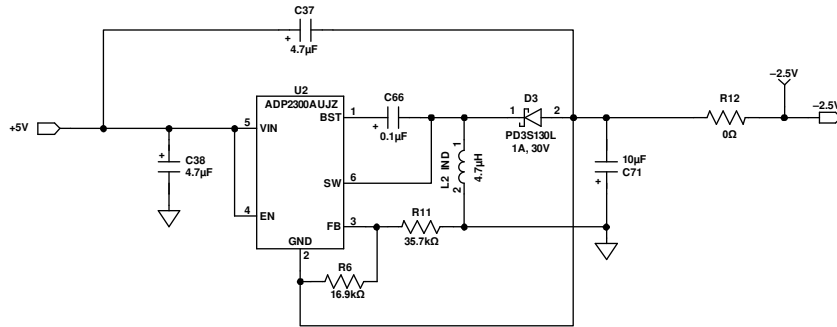 C37
+
4.7µF
–2.5V
U2
ADP2300AUJZ
C66
D3
R12
–2.5V
+5V
5
VIN
BST
1
+
0.1µF
1
2
PD3S130L
1A, 30V
0Ω
+
C38
4.7µF
L2 IND
1
2
4.7µH
10µF
C71
+
SW
6
4
EN
FB
3
R11
35.7kΩ
GND
2
R6
16.9kΩ